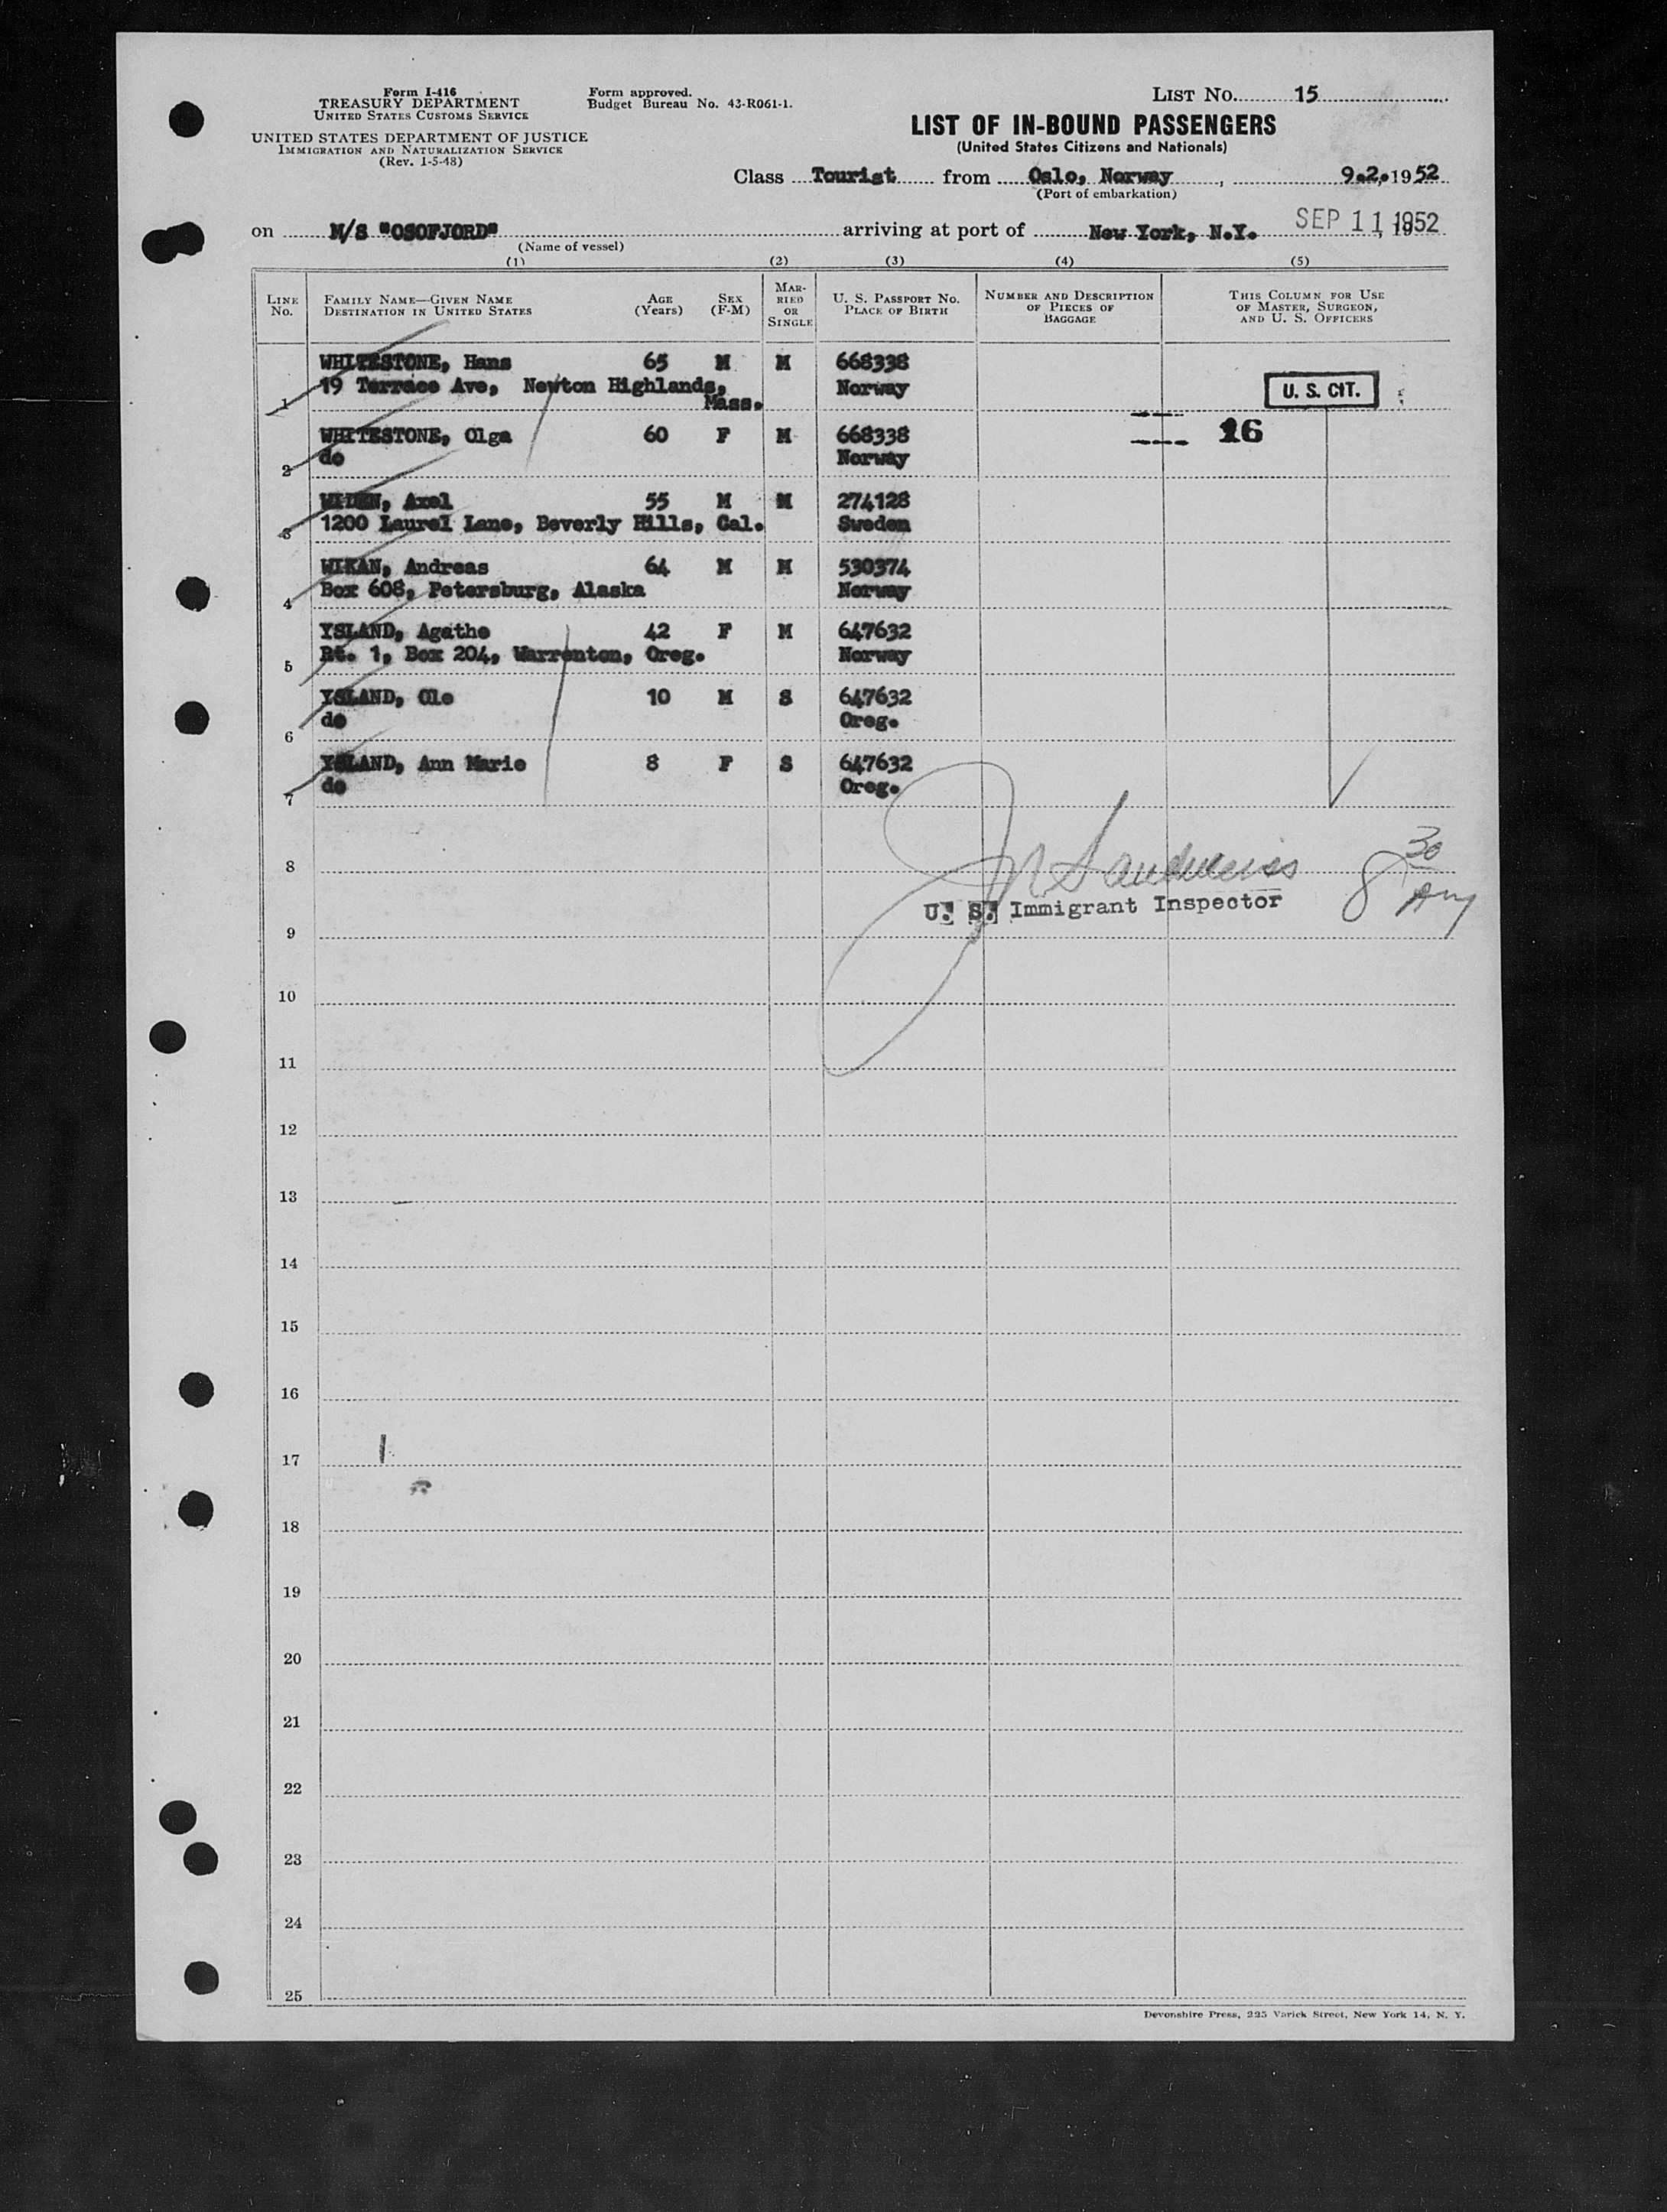 Form I-416
TREASURY DEPARTMENT
UNITED STATES CUSTOMS SERVICE
UNITED STATES DEPARTMENT OF JUSTICE
IMMIGRATION AND NATURALIZATION SERVICE
(Rev. 1-5-48)
Form approved.
Budget Bureau No. 43-R061-1.
LIST NO. 15
LIST OF IN-BOUND PASSENGERS
(United States Citizens and Nationals)
Class Tourist from Oslo, Norway, 9.2.1952
(Port of embarkation)
on M/S "OSOFJORD" arriving at port of New York, N.Y. SEP 11, 1952
(Name of vessel)
(1) (2) (3) (4) (5)
LINE NO. FAMILY NAME—GIVEN NAME DESTINATION IN UNITED STATES AGE (Years) SEX (F-M) MARRIED OR SINGLE U. S. PASSPORT NO. PLACE OF BIRTH NUMBER AND DESCRIPTION OF PIECES OF BAGGAGE THIS COLUMN FOR USE OF MASTER, SURGEON, AND U. S. OFFICERS
WHITESTONE, Hans 65 M M 668338
19 Terrace Ave, Newton Highlands, Norway U. S. CIT.
1 Mass.
WHITESTONE, Olga 60 F M 668338 16
2 do Norway
WIDEN, Axel 55 M M 274128
3 1200 Laurel Lane, Beverly Hills, Cal. Sweden
WIKAN, Andreas 64 M M 530374
4 Box 608, Petersburg, Alaska Norway
YSLAND, Agathe 42 F M 647632
5 Rt. 1, Box 204, Warrenton, Oreg. Norway
YSLAND, Ole 10 M S 647632
6 do Oreg.
YSLAND, Ann Marie 8 F S 647632
7 do Oreg.
8 8 30
U. S. Immigrant Inspector
9
10
11
12
13
14
15
16
17
18
19
20
21
22
23
24
25
Devonshire Press, 225 Varick Street, New York 14, N. Y.